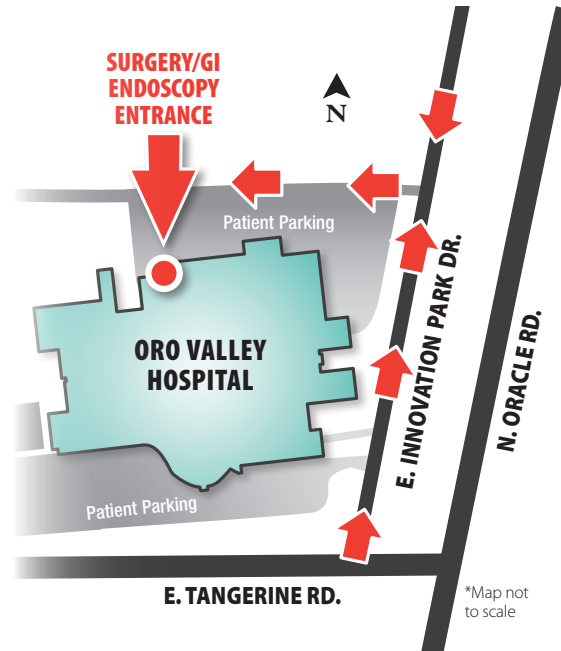 SURGERY/GI
ENDOSCOPY
ENTRANCE
N
Patient Parking
ORO VALLEY
HOSPITAL
E. INNOVATION PARK DR.
N. ORACLE RD.
Patient Parking
E. TANGERINE RD.
*Map not
to scale